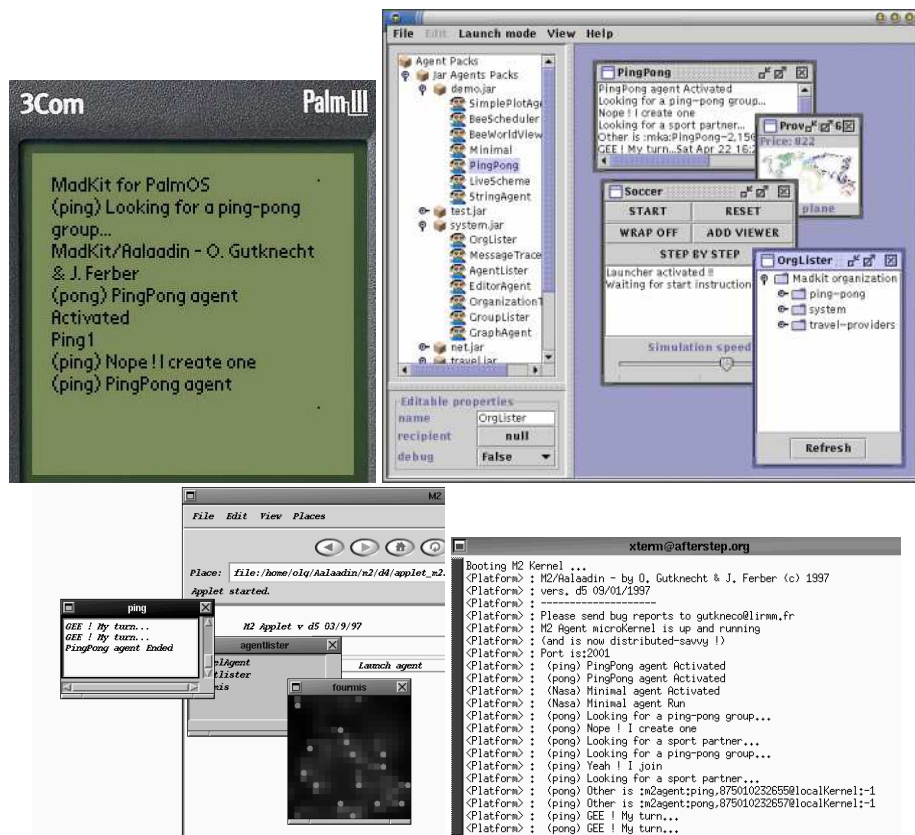 3Com
Palm III
MadKit for PalmOS
(ping) Looking for a ping-pong
group...
MadKit/Aalaadin - O. Gutknecht
& J. Ferber
(pong) PingPong agent
Activated
Ping1
(ping) Nope ! I create one
(ping) PingPong agent
File Edit Launch mode View Help
Agent Packs
Jar Agents Packs
demo.jar
SimplePlotAge
BeeScheduler
BeeWorldView
Minimal
PingPong
LiveScheme
StringAgent
test.jar
system.jar
OrgLister
MessageTrace
AgentLister
EditorAgent
OrganizationT
GroupLister
GraphAgent
net.jar
travel.jar
Editable properties
name OrgLister
recipient null
debug False
PingPong
PingPong agent Activated
Looking for a ping-pong group...
Nope ! I create one
Looking for a sport partner...
Other is :mka:PingPong-2,156
GEE ! My turn...Sat Apr 22 16:2
Prov 6
Price: 822
plane
Soccer
START RESET
WRAP OFF ADD VIEWER
STEP BY STEP
Launcher activated !!
Waiting for start instruction
Simulation speed
OrgLister
Madkit organization
ping-pong
system
travel-providers
Refresh
M2
File Edit View Places
Place: file:/home/olg/Aalaadin/m2/d4/applet_m2.
Applet started.
M2 Applet v d5 03/9/97
Launch agent
ping
GEE ! My turn...
GEE ! My turn...
PingPong agent Ended
agentlister
elAgent
tlister
mis
fourmis
xterm@afterstep.org
Booting M2 Kernel ...
<Platform> : M2/Aalaadin - by O. Gutknecht & J. Ferber (c) 1997
<Platform> : vers. d5 09/01/1997
<Platform> : --------------------
<Platform> : Please send bug reports to gutkneco@lirmm.fr
<Platform> : M2 Agent microKernel is up and running
<Platform> : (and is now distributed-savvy !)
<Platform> : Port is:2001
<Platform> : (ping) PingPong agent Activated
<Platform> : (pong) PingPong agent Activated
<Platform> : (Nasa) Minimal agent Activated
<Platform> : (Nasa) Minimal agent Run
<Platform> : (pong) Looking for a ping-pong group...
<Platform> : (pong) Nope ! I create one
<Platform> : (pong) Looking for a sport partner...
<Platform> : (ping) Looking for a ping-pong group...
<Platform> : (ping) Yeah ! I join
<Platform> : (ping) Looking for a sport partner...
<Platform> : (pong) Other is :m2agent:ping,875010232655@localKernel:-1
<Platform> : (ping) Other is :m2agent:ping,875010232657@localKernel:-1
<Platform> : (ping) GEE ! My turn...
<Platform> : (pong) GEE ! My turn...